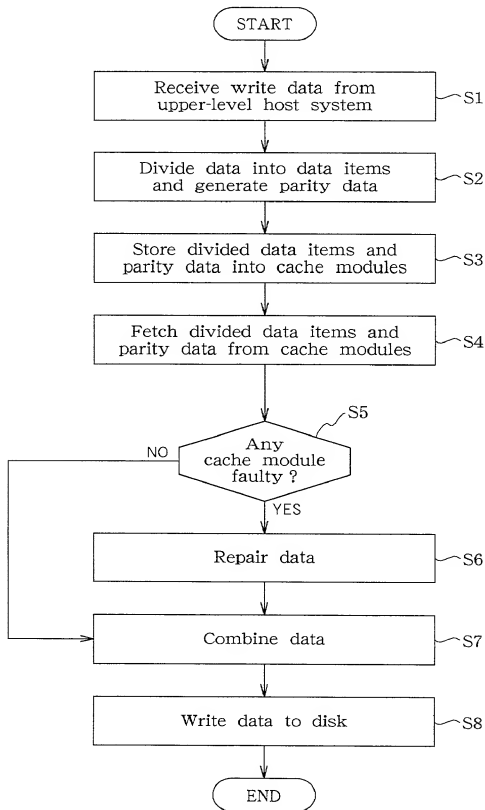 START
Receive write data from
upper-level host system
S1
Divide data into data items
and generate parity data
S2
Store divided data items and
parity data into cache modules
S3
Fetch divided data items and
parity data from cache modules
S4
S5
Any
cache module
faulty ?
NO
YES
Repair data
S6
Combine data
S7
Write data to disk
S8
END